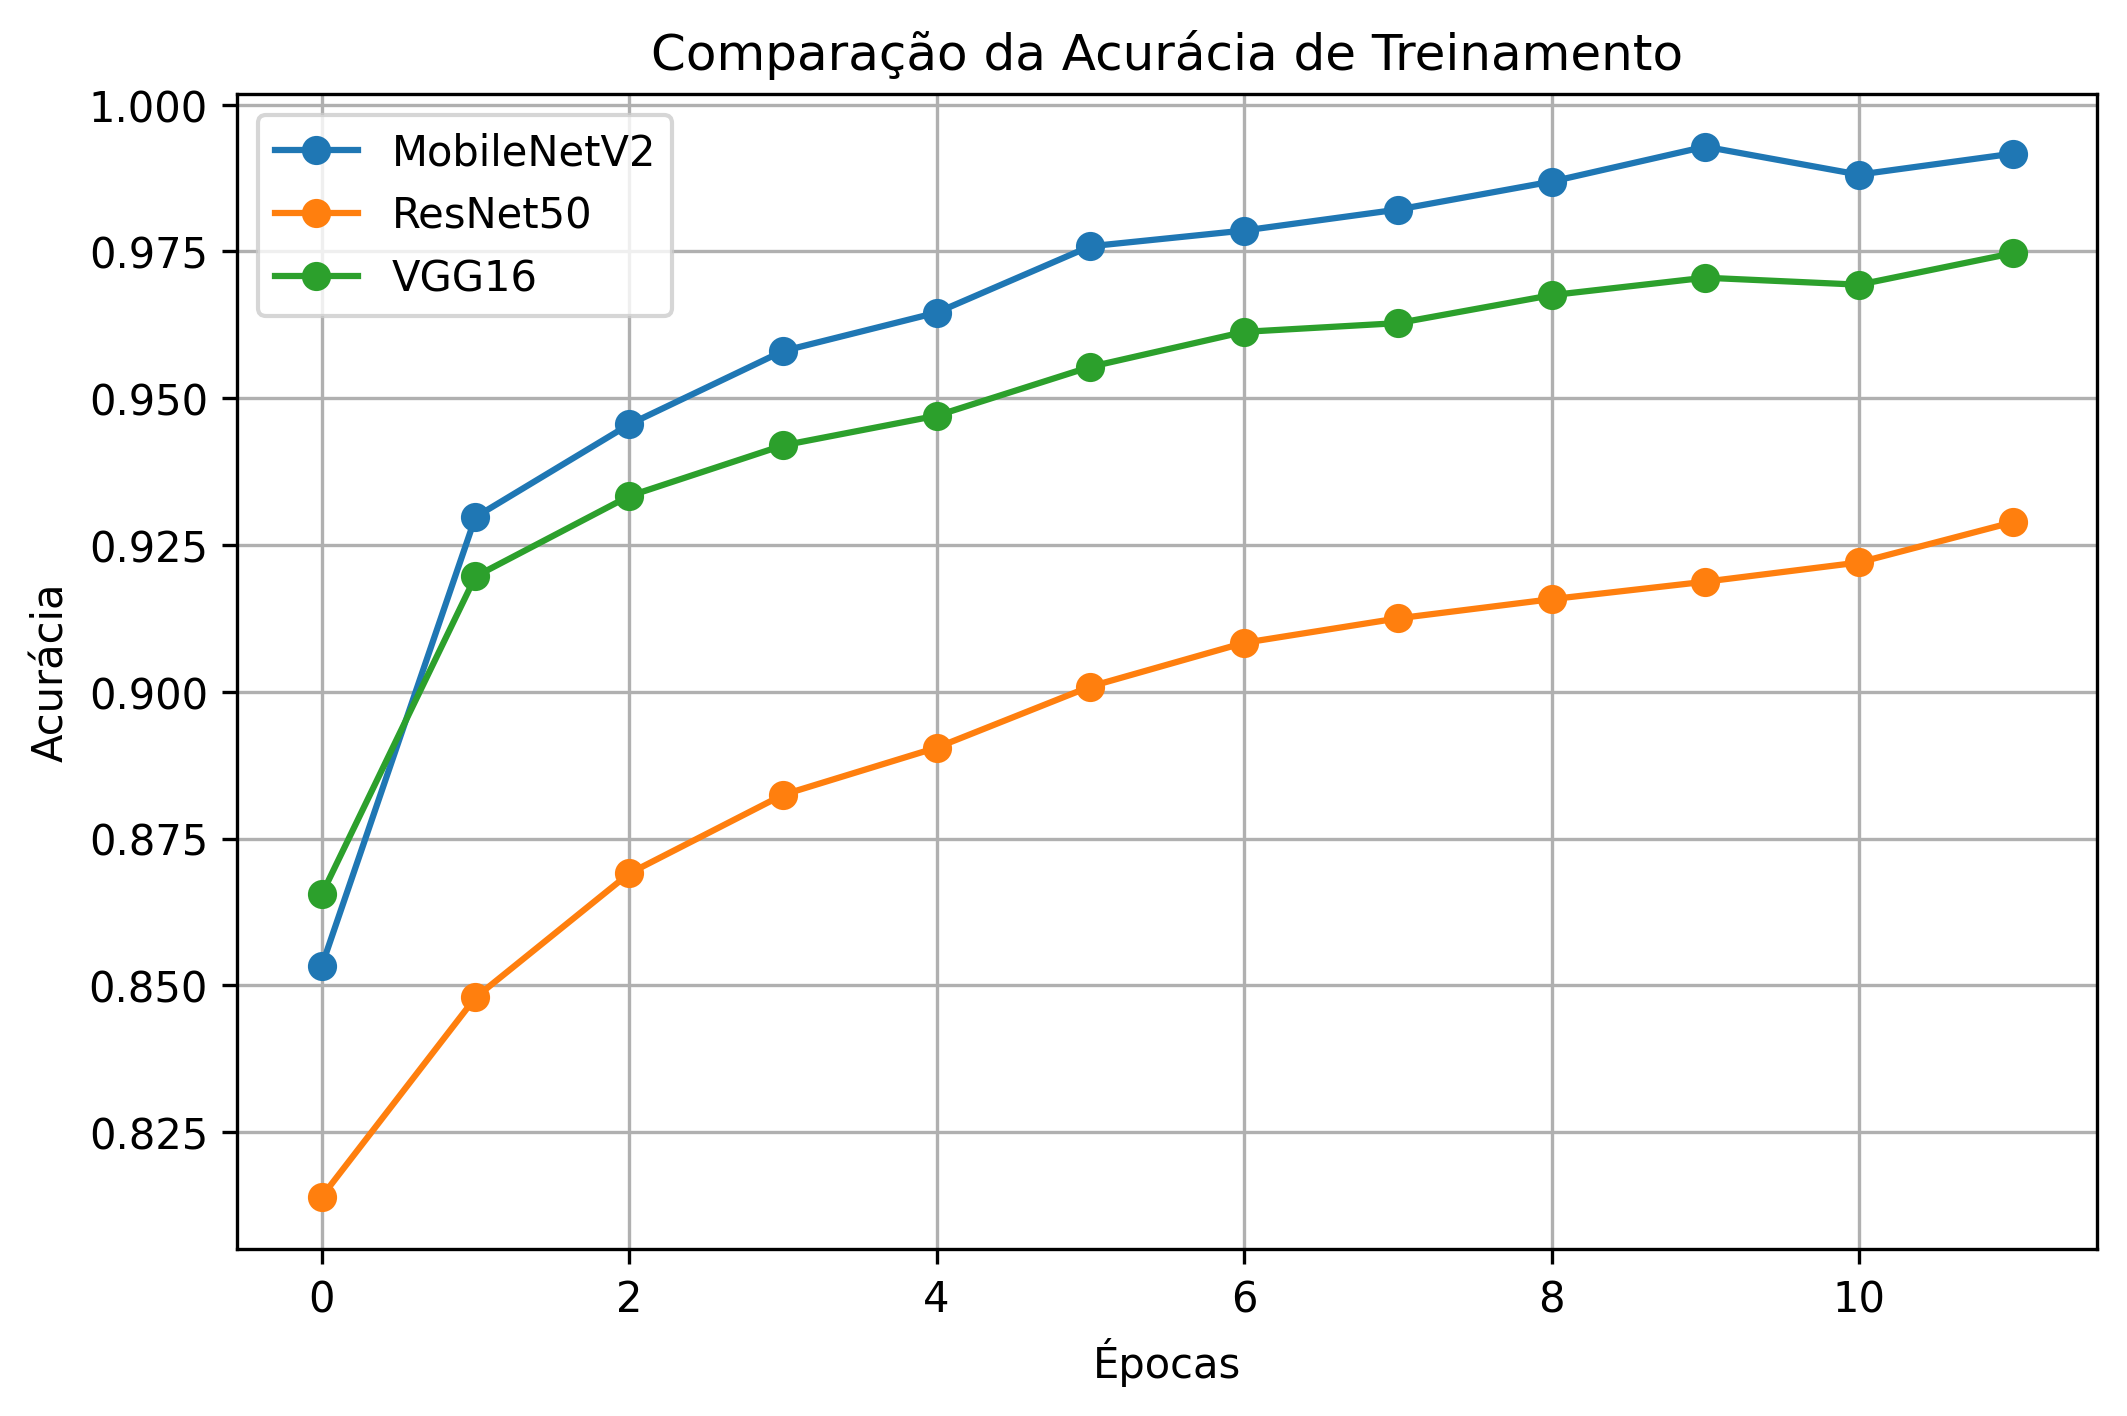 Comparação da Acurácia de Treinamento
1.000
0.975
0.950
0.925
0.900
0.875
0.850
0.825
Acurácia
MobileNetV2
ResNet50
VGG16
0 2 4 6 8 10
Épocas